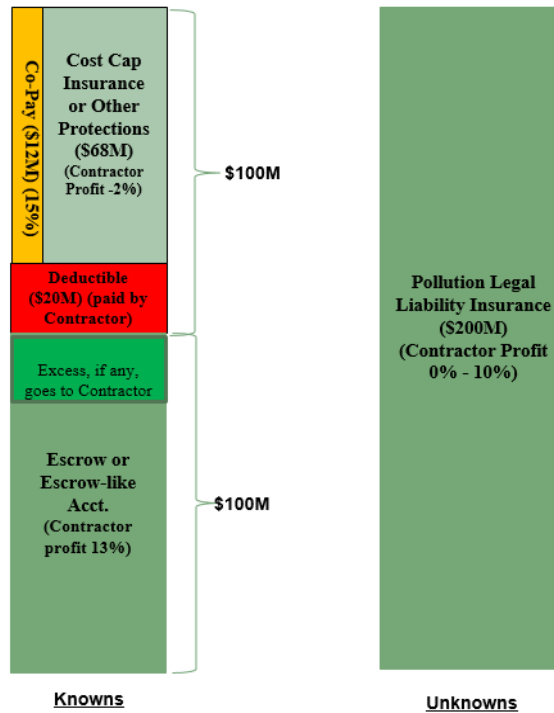 Co-Pay ($12M) (15%)
Cost Cap
Insurance
or Other
Protections
($68M)
(Contractor
Profit -2%)
$100M
Deductible
($20M) (paid by
Contractor)
Excess, if any,
goes to Contractor
Escrow or
Escrow-like
Acct.
(Contractor
profit 13%)
$100M
Knowns
Pollution Legal
Liability Insurance
($200M)
(Contractor Profit
0% - 10%)
Unknowns